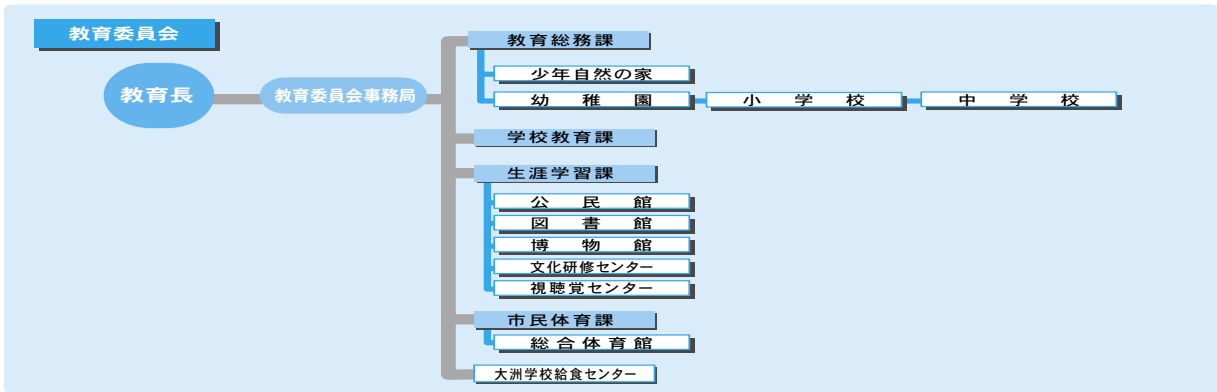 教育委員会
教育長
教育委員会事務局
教育総務課
少年自然の家
幼稚園
小学校
中学校
学校教育課
生涯学習課
公民館
図書館
博物館
文化研修センター
視聴覚センター
市民体育課
総合体育館
大洲学校給食センター